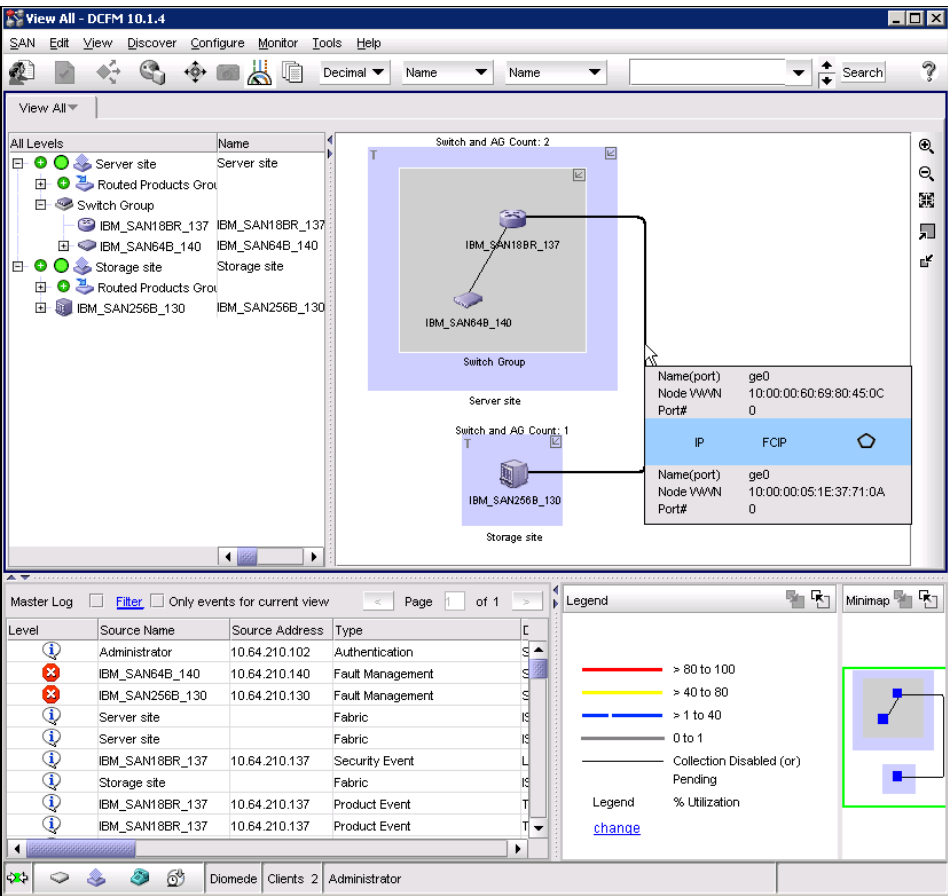 View All - DCFM 10.1.4
SAN Edit View Discover Configure Monitor Tools Help
Decimal Name Name Search ?
View All
All Levels Name
Server site Server site
Routed Products Grou
Switch Group
IBM_SAN18BR_137 IBM_SAN18BR_137
IBM_SAN64B_140 IBM_SAN64B_140
Storage site Storage site
Routed Products Grou
IBM_SAN256B_130 IBM_SAN256B_130
Switch and AG Count: 2
T
IBM_SAN18BR_137
IBM_SAN64B_140
Switch Group
Server site
Switch and AG Count: 1
T
IBM_SAN256B_130
Storage site
Name(port) ge0
Node WWN 10:00:00:60:69:80:45:0C
Port# 0
IP FCIP
Name(port) ge0
Node WWN 10:00:00:05:1E:37:71:0A
Port# 0
Master Log Filter Only events for current view < Page 1 of 1 >
Level Source Name Source Address Type
Administrator 10.64.210.102 Authentication
IBM_SAN64B_140 10.64.210.140 Fault Management
IBM_SAN256B_130 10.64.210.130 Fault Management
Server site Fabric
Server site Fabric
IBM_SAN18BR_137 10.64.210.137 Security Event
Storage site Fabric
IBM_SAN18BR_137 10.64.210.137 Product Event
IBM_SAN18BR_137 10.64.210.137 Product Event
Legend
> 80 to 100
> 40 to 80
> 1 to 40
0 to 1
Collection Disabled (or)
Pending
Legend % Utilization
change
Minimap
Diomede Clients 2 Administrator